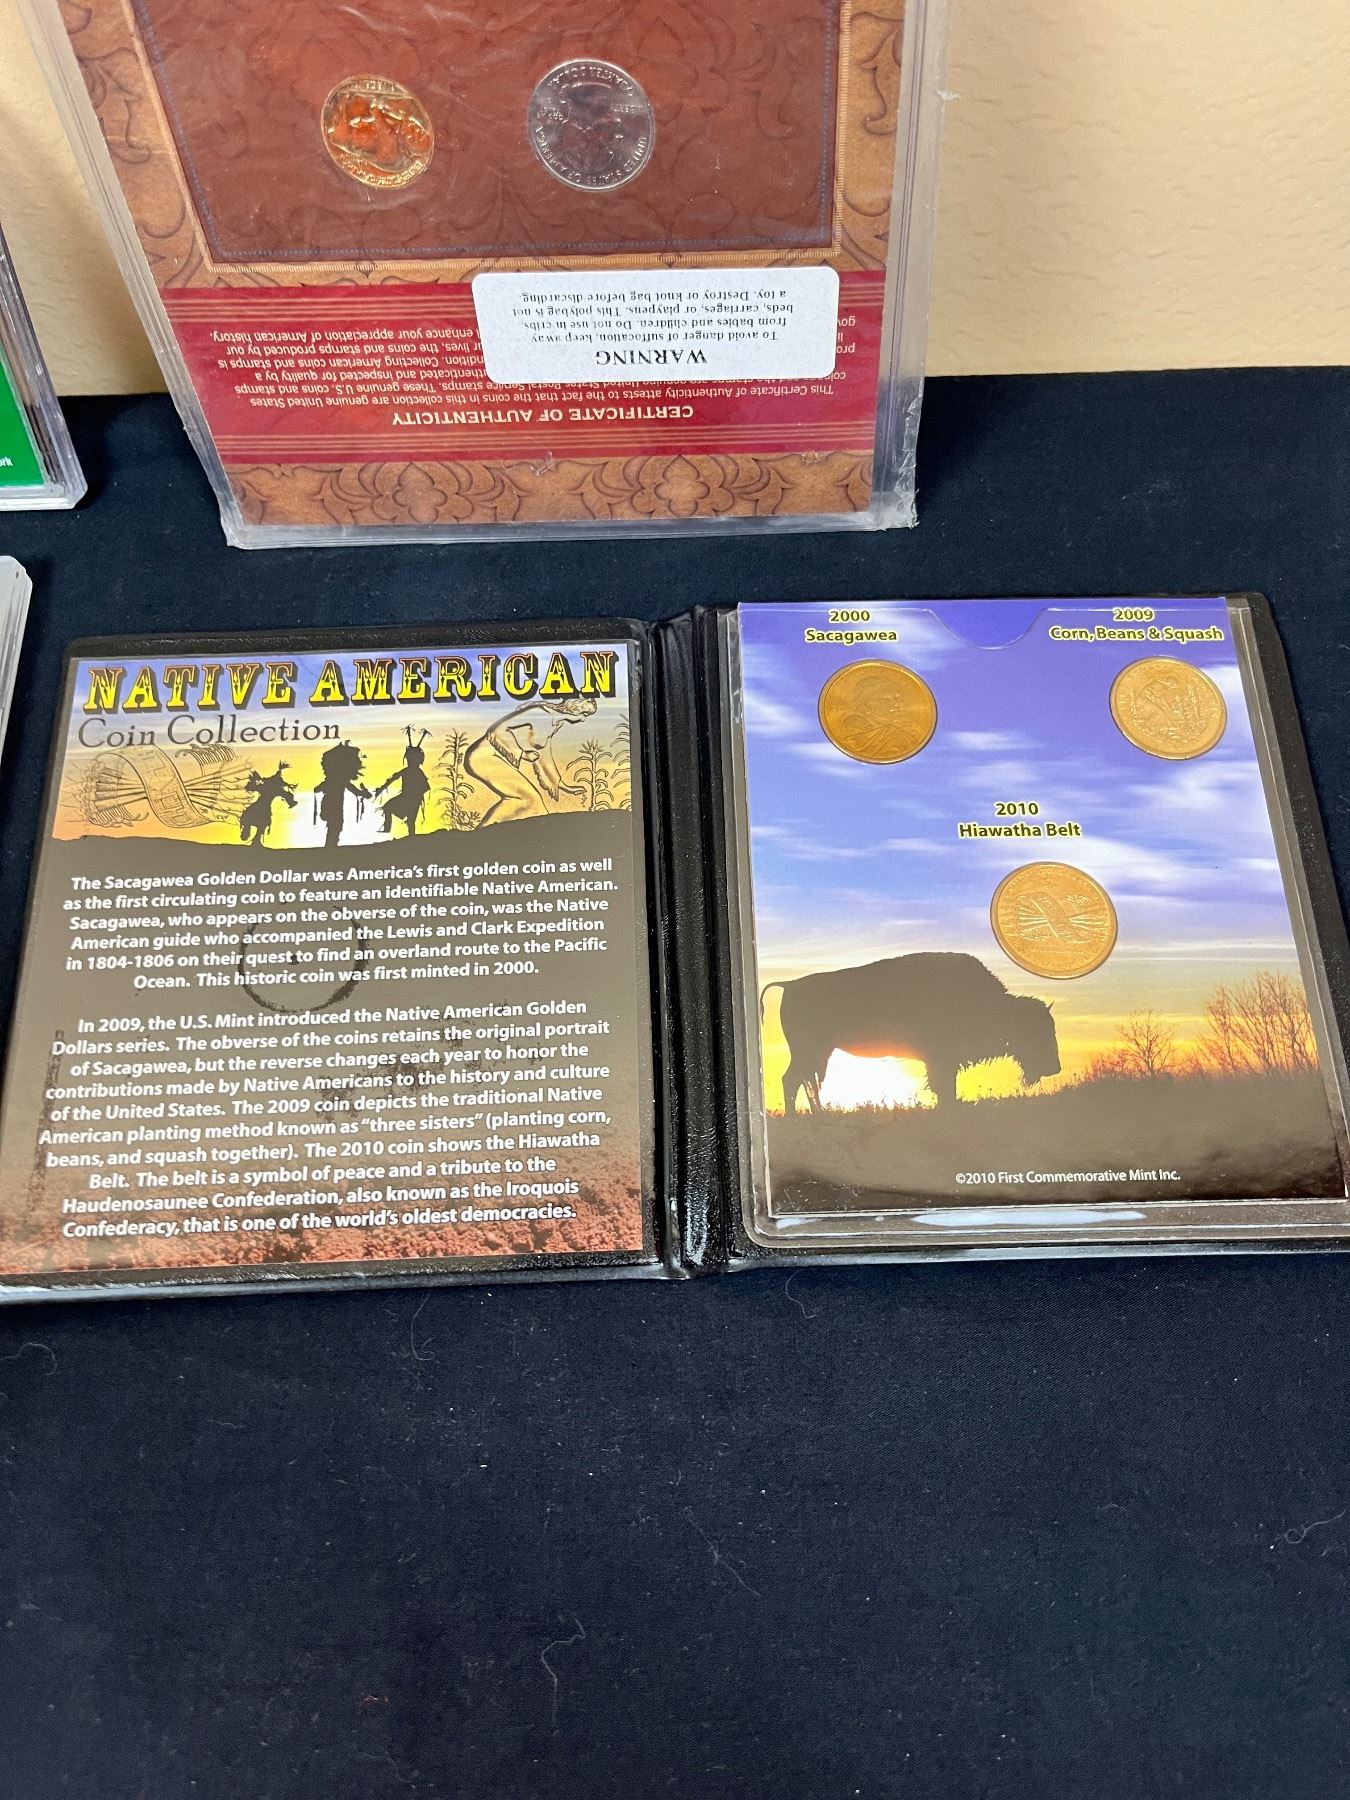 UNITED STATES OF AMERICA
QUARTER DOLLAR
a toy. Destroy or knot bag before discarding.
beds, carriages, or playpens. This polybag is not
from babies and children. Do not use in cribs,
To avoid danger of suffocation, keep away
WARNING
l enhance your appreciation of American history.
ur lives, the coins and stamps produced by our
ndition. Collecting American coins and stamps is
thenticated and inspected for quality by a
United States Postal Service stamps. These genuine U.S. coins and stamps
This Certificate of Authenticity attests to the fact that the coins in this collection are genuine United States
CERTIFICATE OF AUTHENTICITY
NATIVE AMERICAN
Coin Collection
The Sacagawea Golden Dollar was America's first golden coin as well
as the first circulating coin to feature an identifiable Native American.
Sacagawea, who appears on the obverse of the coin, was the Native
American guide who accompanied the Lewis and Clark Expedition
in 1804-1806 on their quest to find an overland route to the Pacific
Ocean. This historic coin was first minted in 2000.
In 2009, the U.S. Mint introduced the Native American Golden
Dollars series. The obverse of the coins retains the original portrait
of Sacagawea, but the reverse changes each year to honor the
contributions made by Native Americans to the history and culture
of the United States. The 2009 coin depicts the traditional Native
American planting method known as "three sisters" (planting corn,
beans, and squash together). The 2010 coin shows the Hiawatha
Belt. The belt is a symbol of peace and a tribute to the
Haudenosaunee Confederation, also known as the Iroquois
Confederacy, that is one of the world's oldest democracies.
2000
Sacagawea
2009
Corn, Beans & Squash
2010
Hiawatha Belt
©2010 First Commemorative Mint Inc.